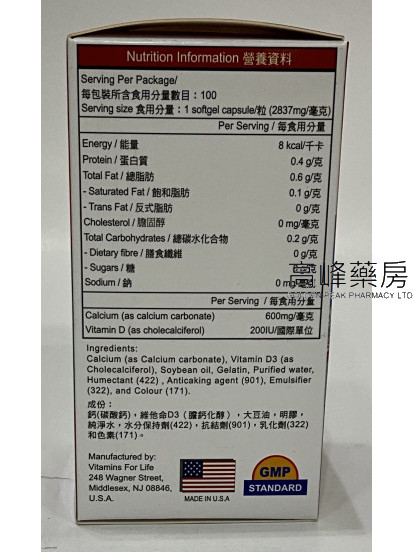 Nutrition Information 營養資料
Serving Per Package/
每包裝所含食用分量數目：100
Serving size 食用分量：1 softgel capsule/粒 (2837mg/毫克)
Per Serving / 每食用分量
Energy / 能量 8 kcal/千卡
Protein / 蛋白質 0.4 g/克
Total Fat / 總脂肪 0.6 g/克
- Saturated Fat / 飽和脂肪 0.1 g/克
- Trans Fat / 反式脂肪 0 g/克
Cholesterol / 膽固醇 0 mg/毫克
Total Carbohydrates / 總碳水化合物 0.2 g/克
- Dietary fibre / 膳食纖維 0 g/克
- Sugars / 糖
Sodium / 鈉 0 mg/毫克
高峰藥房
PEAK PHARMACY LTD
Per Serving / 每食用分量
Calcium (as calcium carbonate) 600mg/毫克
Vitamin D (as cholecalciferol) 200IU/國際單位
Ingredients:
Calcium (as Calcium carbonate), Vitamin D3 (as
Cholecalciferol), Soybean oil, Gelatin, Purified water,
Humectant (422) , Anticaking agent (901), Emulsifier
(322), and Colour (171).
成份：
鈣(碳酸鈣)，維他命D3（膽鈣化醇），大豆油，明膠，
純淨水，水分保持劑(422)，抗結劑(901)，乳化劑(322)
和色素(171)。
Manufactured by:
Vitamins For Life
248 Wagner Street,
Middlesex, NJ 08846,
U.S.A.
MADE IN U.S.A
GMP
STANDARD